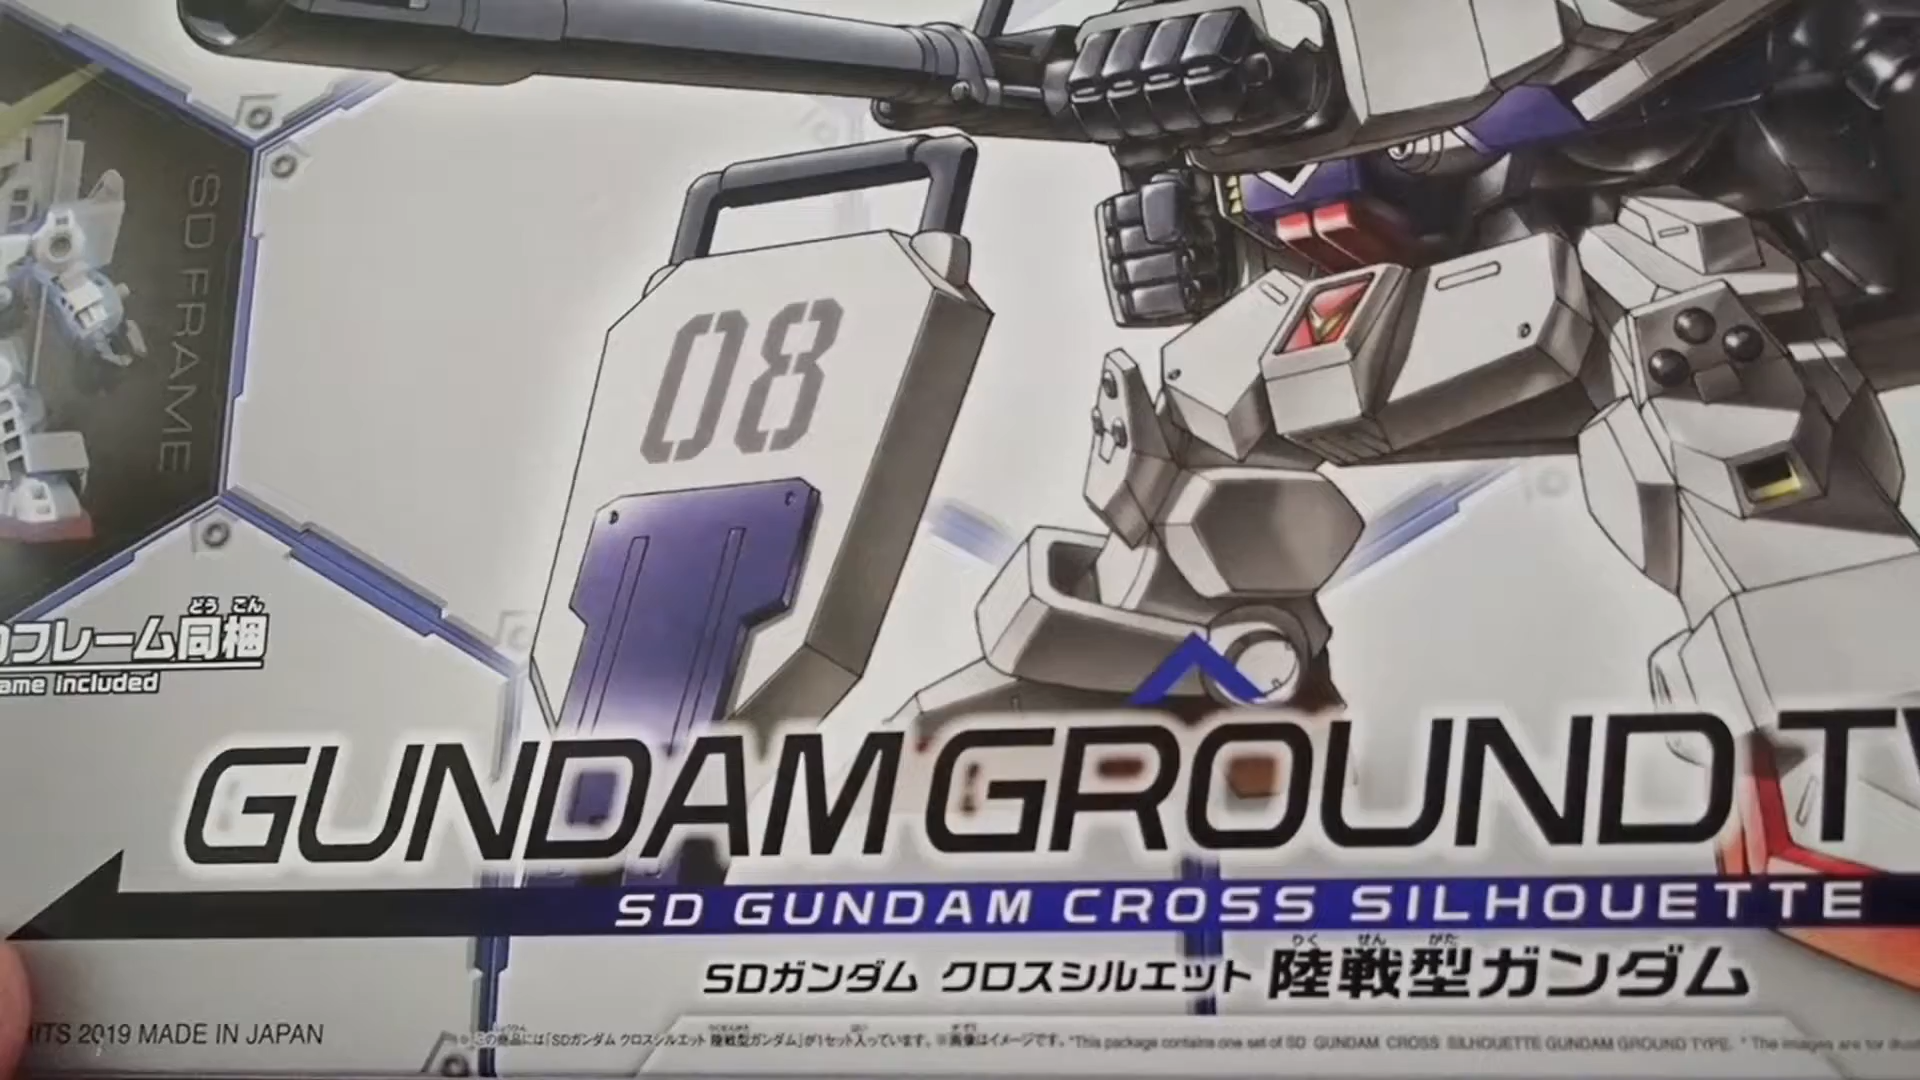 SD FRAME
08
フレーム同梱
どう こん
Included
GUNDAM GROUND
SD GUNDAM CROSS SILHOUETTE
りく せん がた
SDガンダム クロスシルエット 陸戦型ガンダム
2019 MADE IN JAPAN
この商品には「SDガンダム クロスシルエット 陸戦型ガンダム」が1セット入っています。※画像はイメージです。 *This package contains one set of SD GUNDAM CROSS SILHOUETTE GUNDAM GROUND TYPE. * The images are for